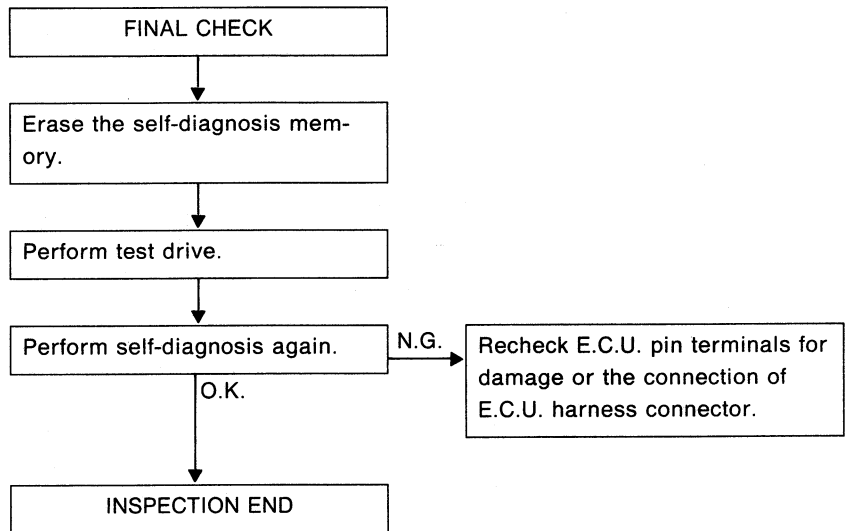 FINAL CHECK
Erase the self-diagnosis mem-
ory.
Perform test drive.
Perform self-diagnosis again.
N.G.
Recheck E.C.U. pin terminals for
damage or the connection of
E.C.U. harness connector.
O.K.
INSPECTION END